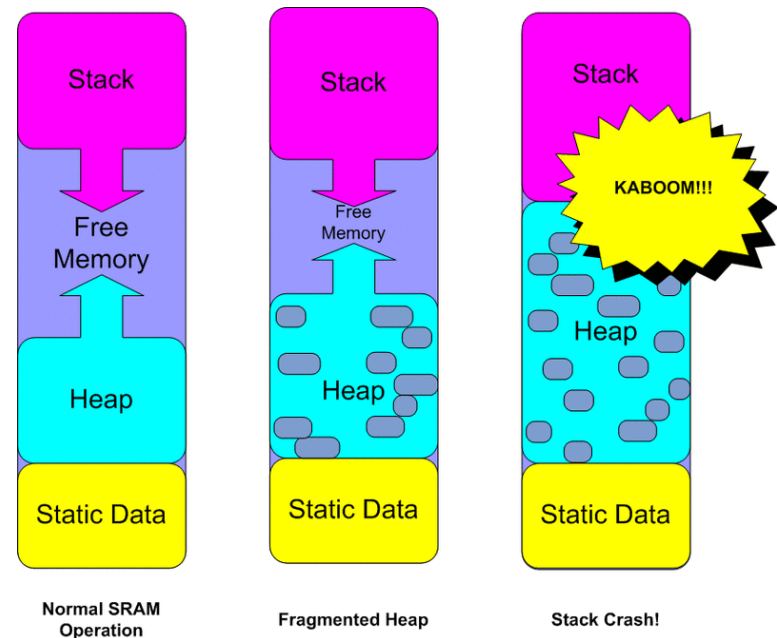 Stack
Free
Memory
Heap
Static Data
Normal SRAM
Operation
Stack
Free
Memory
Heap
Static Data
Fragmented Heap
Stack
KABOOM!!!
Heap
Static Data
Stack Crash!